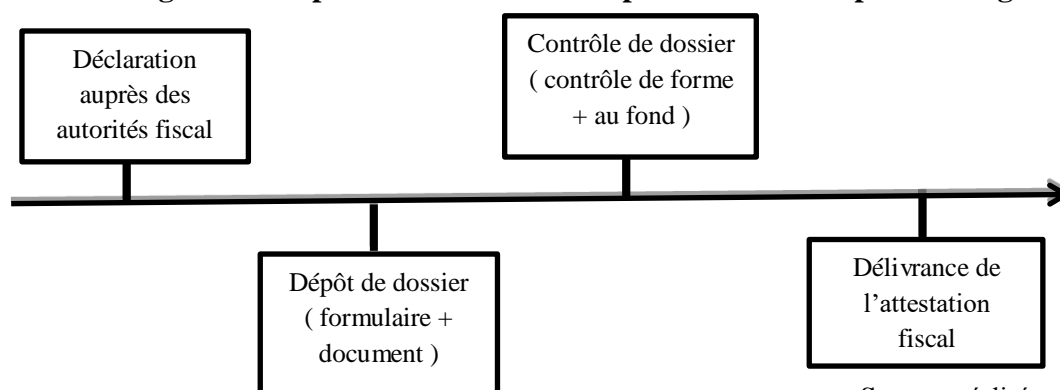 Déclaration
auprès des
autorités fiscal
Contrôle de dossier
( contrôle de forme
+ au fond )
Dépôt de dossier
( formulaire +
document )
Délivrance de
l’attestation
fiscal